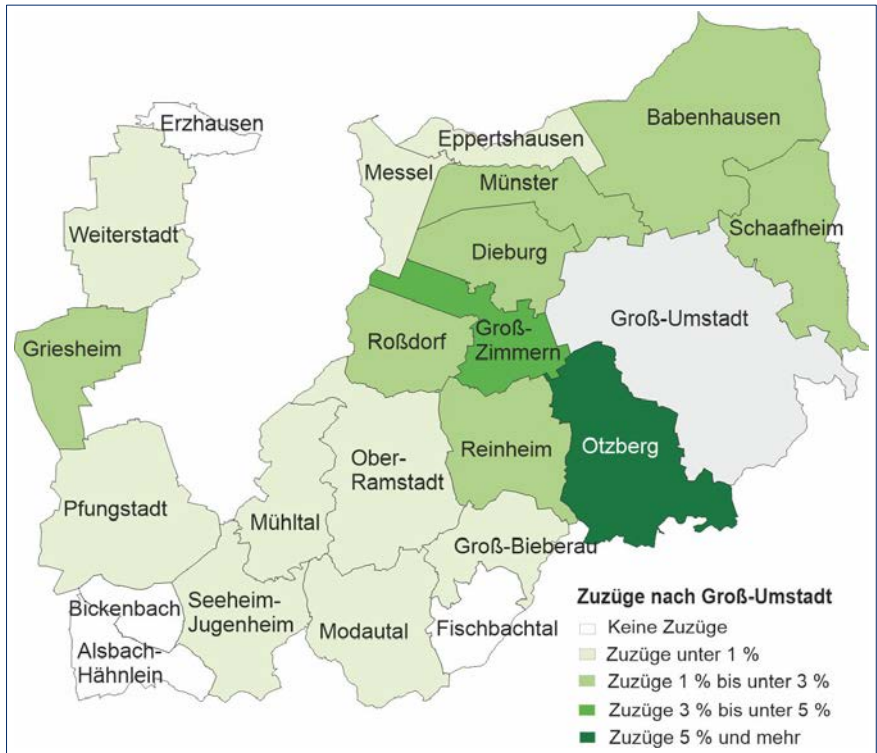 Erzhausen
Babenhausen
Eppertshausen
Messel
Münster
Weiterstadt
Schaafheim
Dieburg
Groß-Umstadt
Griesheim
Roßdorf
Groß-
Zimmern
Reinheim
Otzberg
Ober-
Ramstadt
Pfungstadt
Mühltal
Groß-Bieberau
Bickenbach
Seeheim-
Jugenheim
Modautal
Fischbachtal
Alsbach-
Hähnlein
Zuzüge nach Groß-Umstadt
Keine Zuzüge
Zuzüge unter 1 %
Zuzüge 1 % bis unter 3 %
Zuzüge 3 % bis unter 5 %
Zuzüge 5 % und mehr